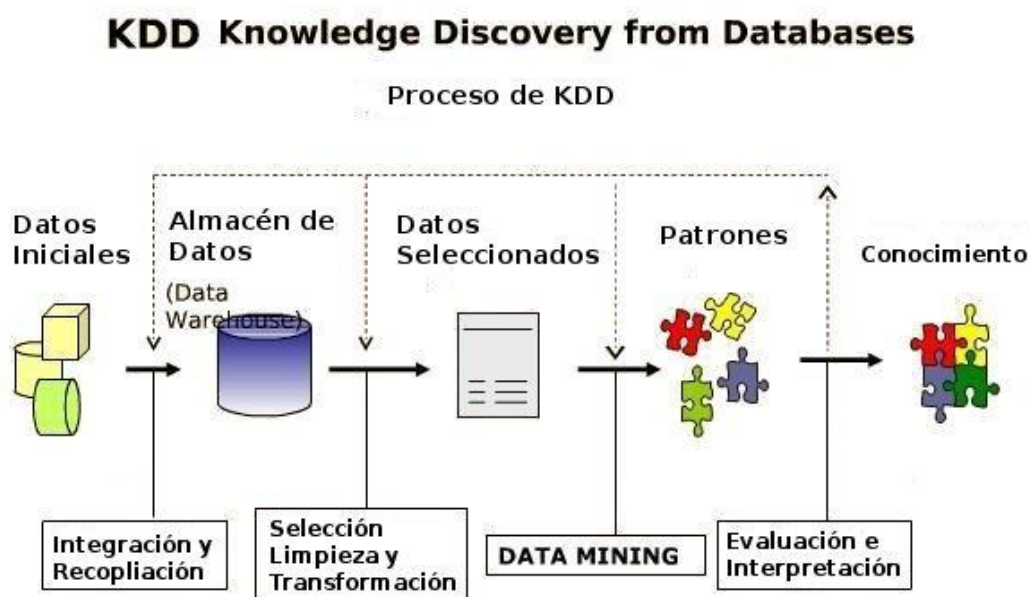 KDD Knowledge Discovery from Databases
Proceso de KDD
Datos
Iniciales
Almacén de
Datos
(Data
Warehouse)
Datos
Seleccionados
Patrones
Conocimiento
Integración y
Recopliación
Selección
Limpieza y
Transformación
DATA MINING
Evaluación e
Interpretación